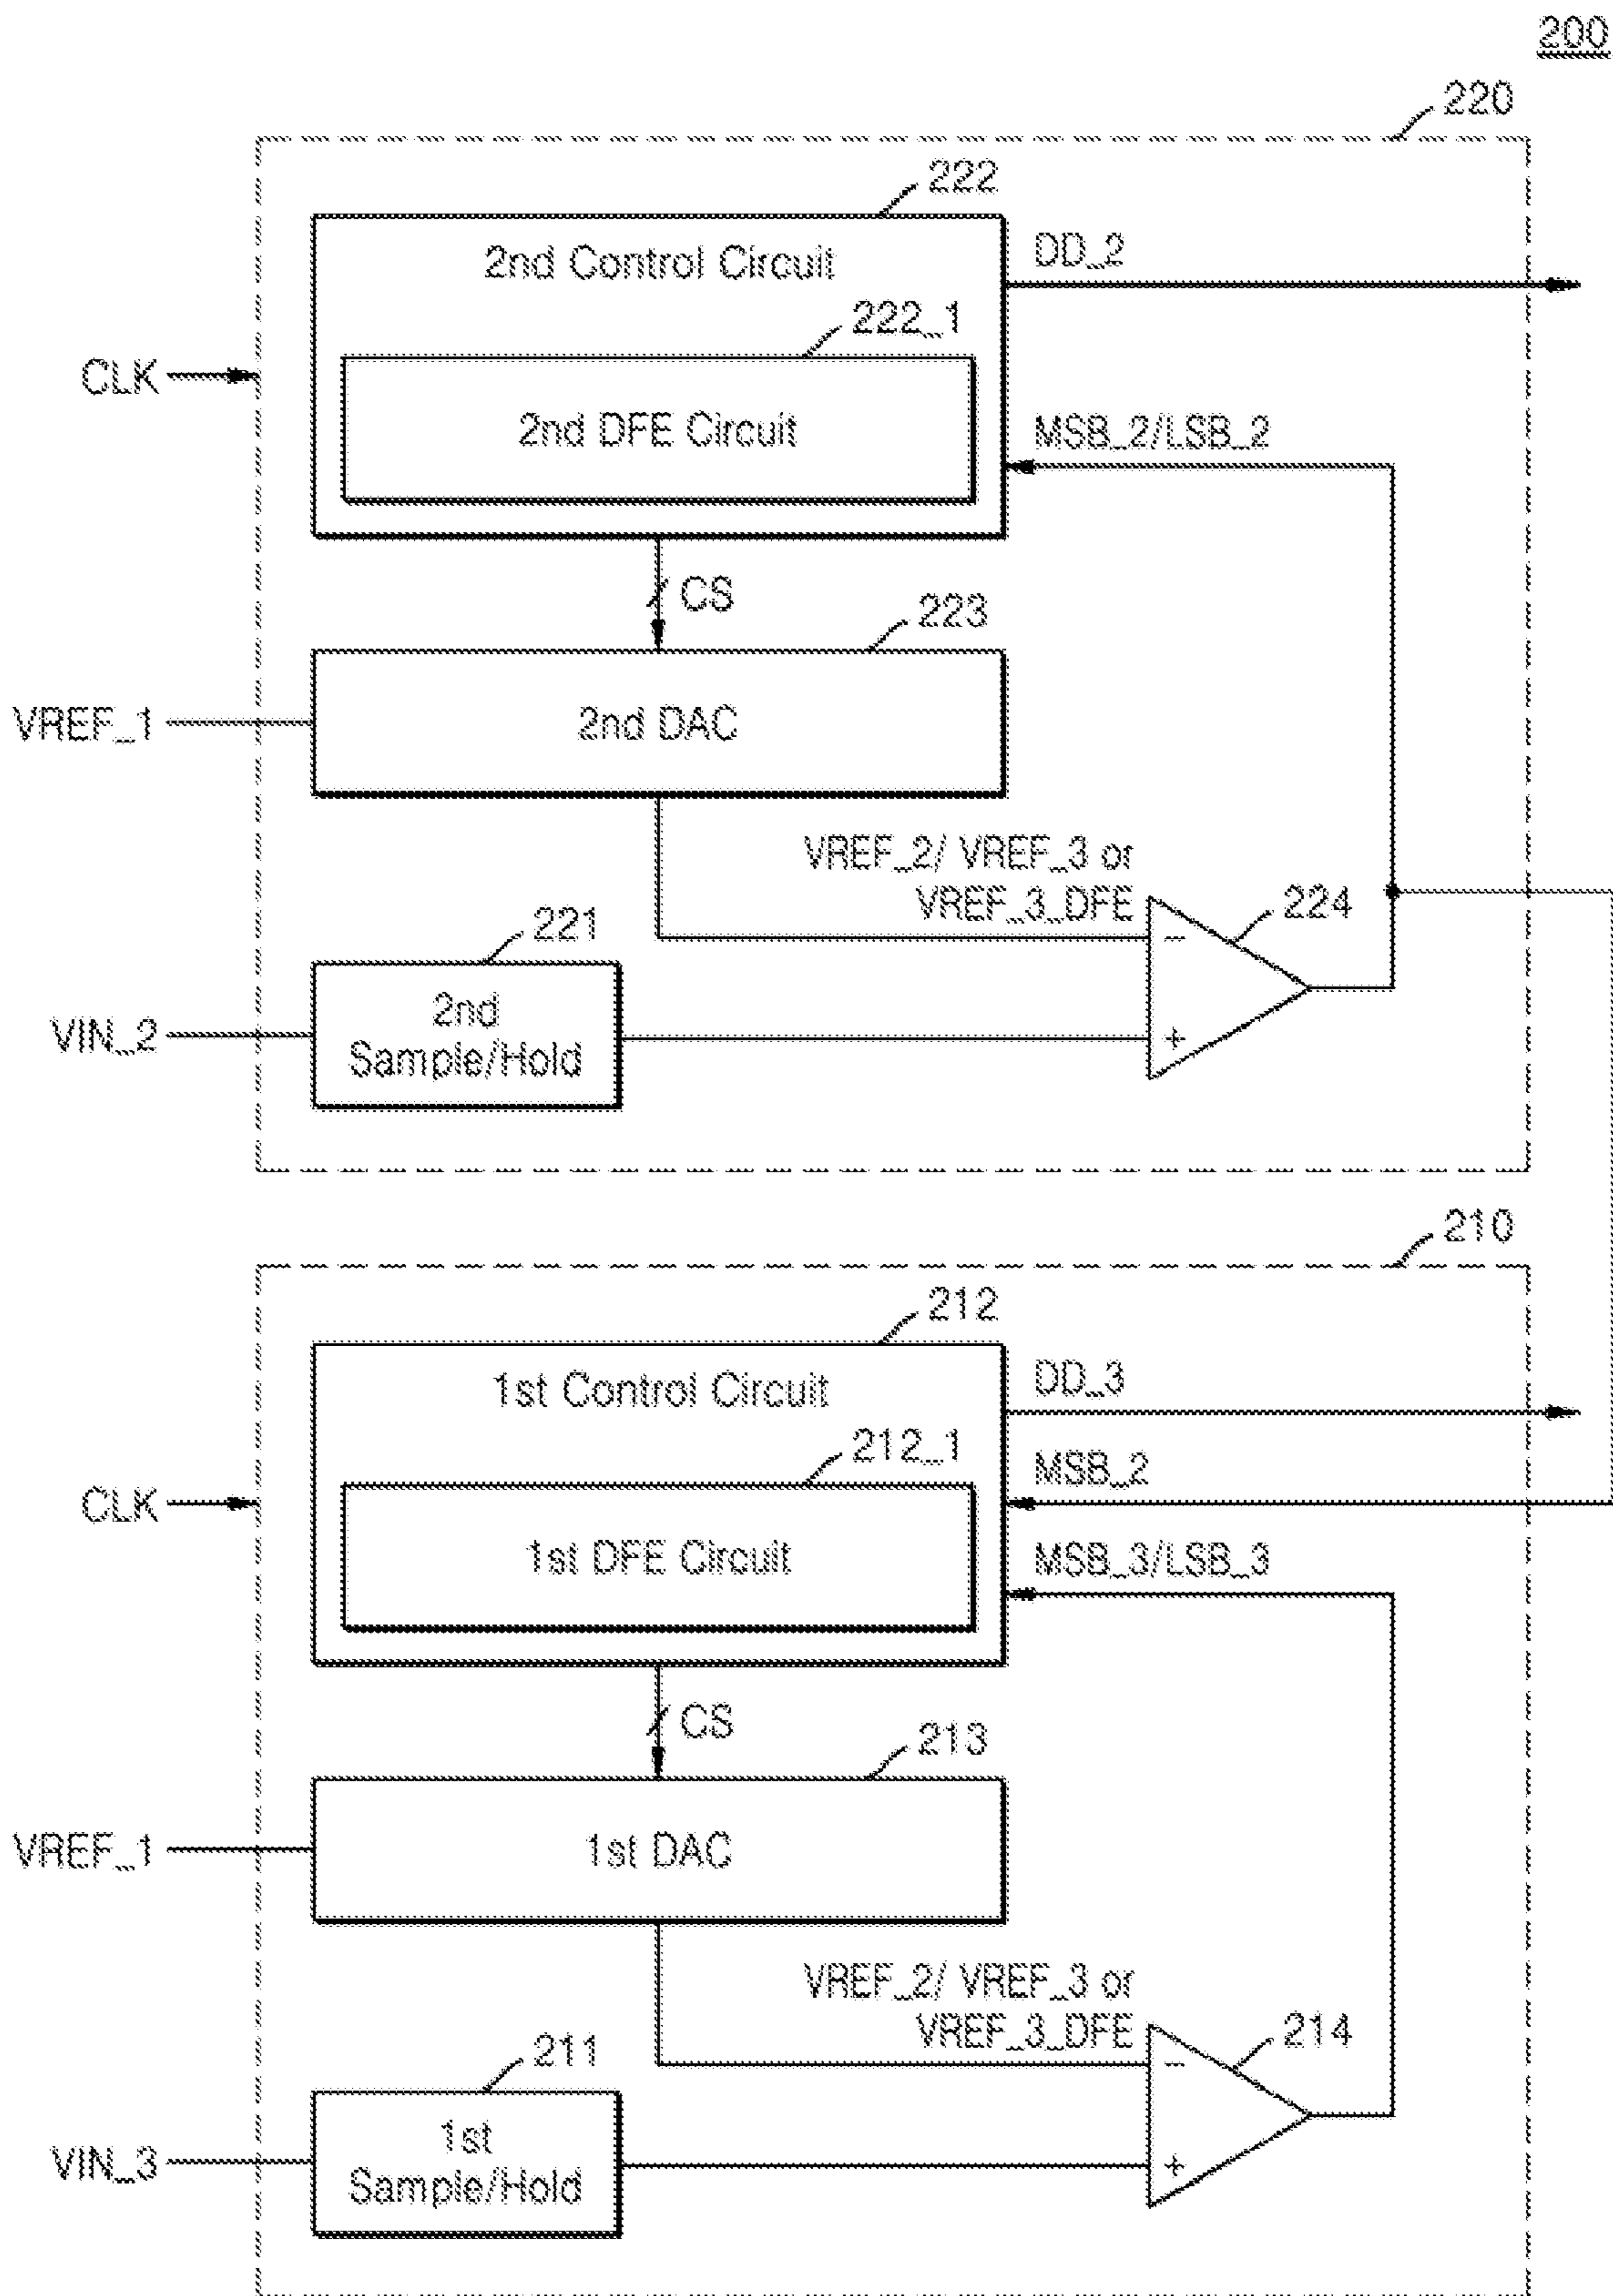 200
220
222
2nd Control Circuit
DD_2
222_1
CLK
2nd DFE Circuit
MSB_2/LSB_2
CS
223
VREF_1
2nd DAC
VREF_2/ VREF_3 or
VREF_3_DFE
224
221
-
VIN_2
2nd
Sample/Hold
+
210
212
1st Control Circuit
DD_3
212_1
MSB_2
CLK
1st DFE Circuit
MSB_3/LSB_3
CS
213
VREF_1
1st DAC
VREF_2/ VREF_3 or
VREF_3_DFE
214
211
-
VIN_3
1st
Sample/Hold
+